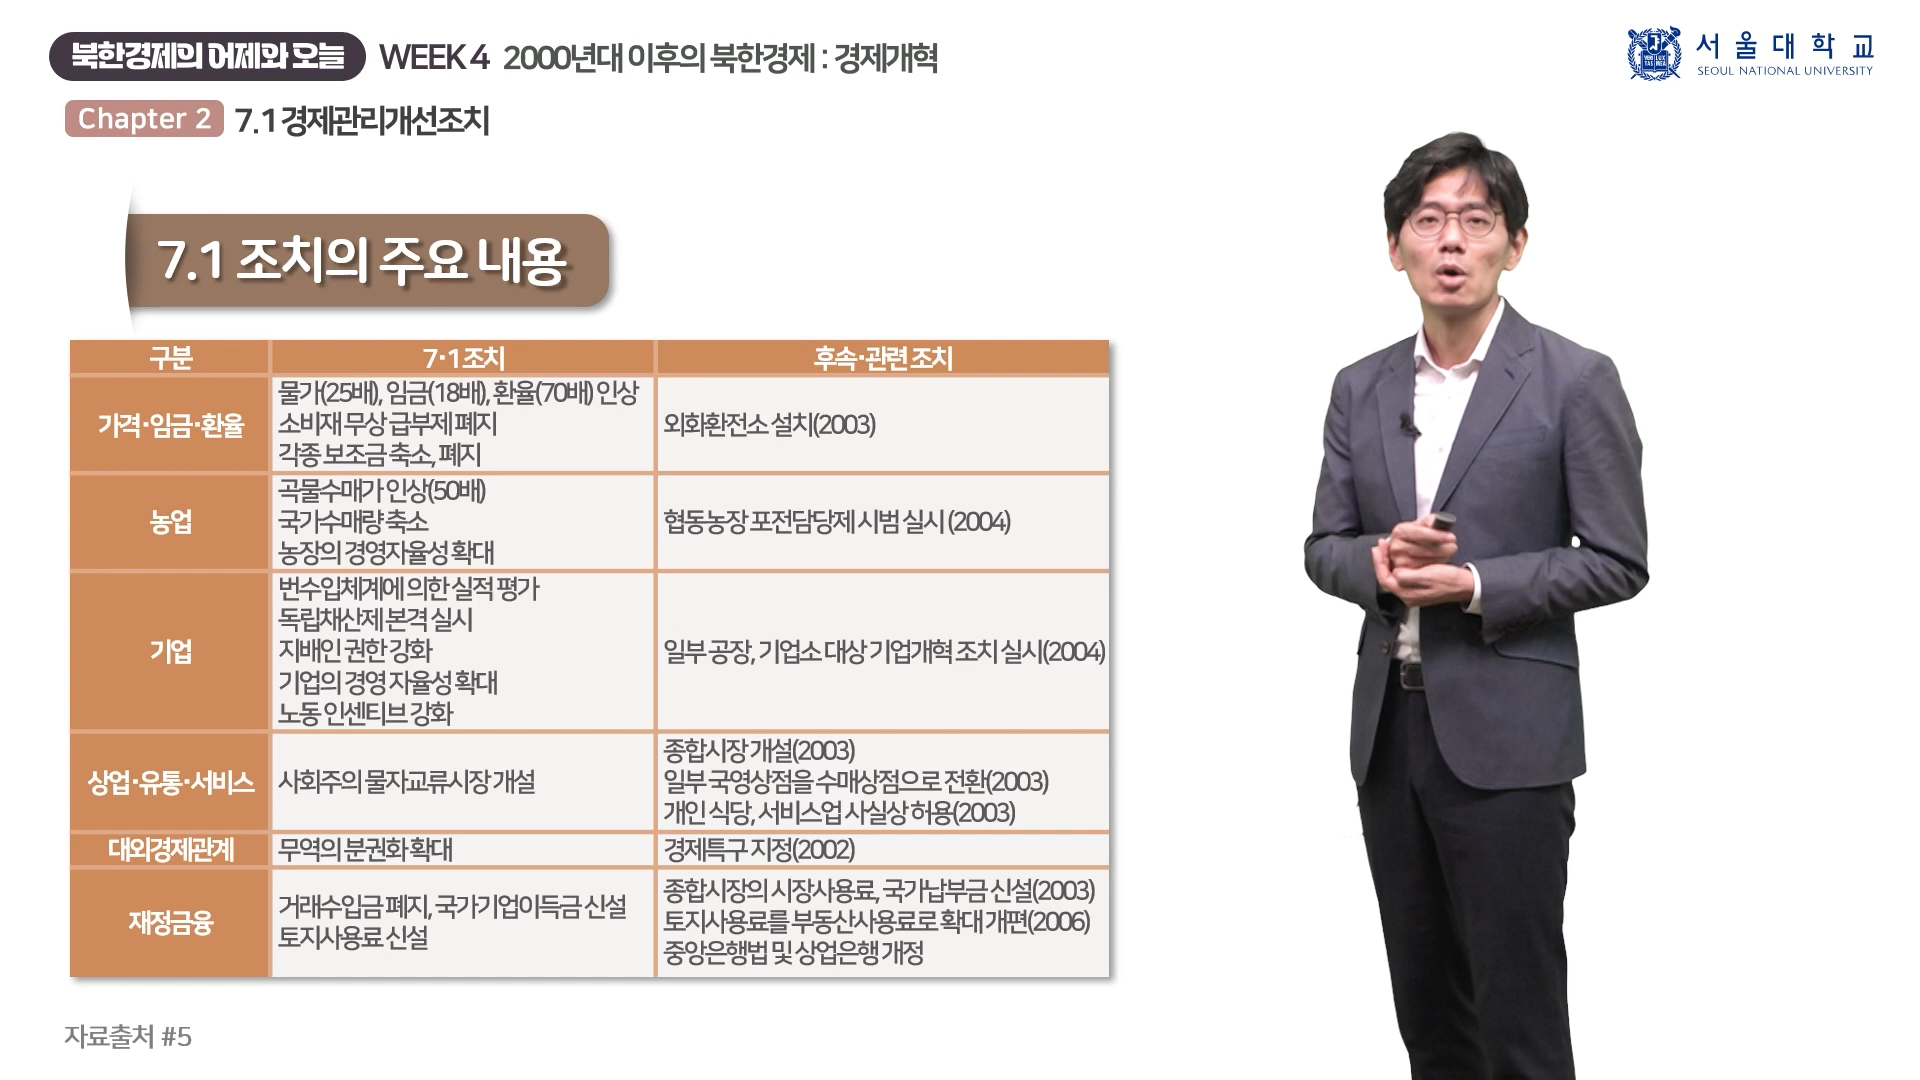 북한경제의 어제와 오늘 WEEK 4 2000년대 이후의 북한경제 : 경제개혁
서울대학교
SEOUL NATIONAL UNIVERSITY
Chapter 2 7.1 경제관리개선조치
7.1 조치의 주요 내용
구분 7·1조치 후속·관련 조치
가격·임금·환율
물가(25배), 임금(18배), 환율(70배) 인상
소비재 무상 급부제 폐지
각종 보조금 축소, 폐지
외화환전소 설치(2003)
농업
곡물수매가 인상(50배)
국가수매량 축소
농장의 경영자율성 확대
협동농장 포전담당제 시범 실시 (2004)
기업
번수입체계에 의한 실적 평가
독립채산제 본격 실시
지배인 권한 강화
기업의 경영 자율성 확대
노동 인센티브 강화
일부 공장, 기업소 대상 기업개혁 조치 실시(2004)
상업·유통·서비스
사회주의 물자교류시장 개설
종합시장 개설(2003)
일부 국영상점을 수매상점으로 전환(2003)
개인 식당, 서비스업 사실상 허용(2003)
대외경제관계
무역의 분권화 확대
경제특구 지정(2002)
재정금융
거래수입금 폐지, 국가기업이득금 신설
토지사용료 신설
종합시장의 시장사용료, 국가납부금 신설(2003)
토지사용료를 부동산사용료로 확대 개편(2006)
중앙은행법 및 상업은행 개정
자료출처 #5